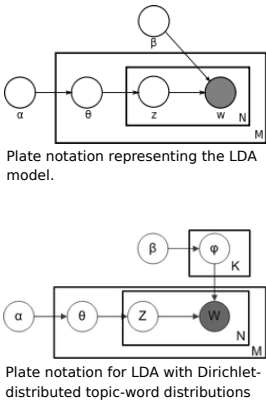 β
α
θ
z
w
N
M
Plate notation representing the LDA
model.
β
φ
K
α
θ
Z
W
N
M
Plate notation for LDA with Dirichlet-
distributed topic-word distributions